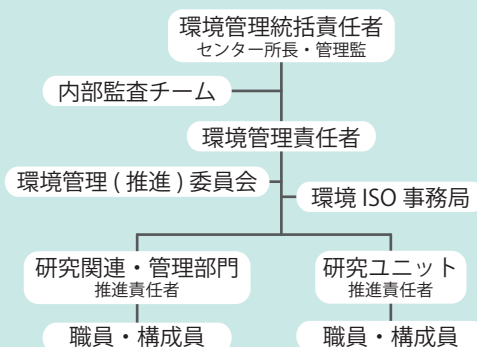 環境管理統括責任者
センター所長・管理監
内部監査チーム
環境管理責任者
環境管理 ( 推進 ) 委員会
環境 ISO 事務局
研究関連・管理部門
推進責任者
研究ユニット
推進責任者
職員・構成員
職員・構成員